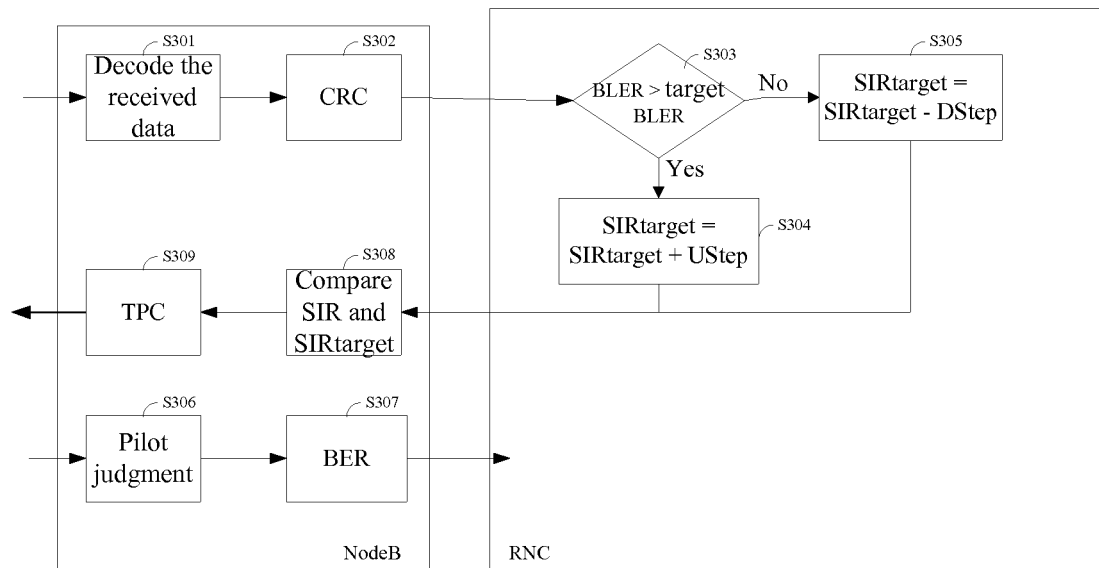 S301
Decode the
received
data
S302
CRC
S303
BLER > target
BLER
No
Yes
S305
SIRtarget =
SIRtarget - DStep
SIRtarget =
SIRtarget + UStep
S304
S309
TPC
S308
Compare
SIR and
SIRtarget
S306
Pilot
judgment
S307
BER
NodeB
RNC